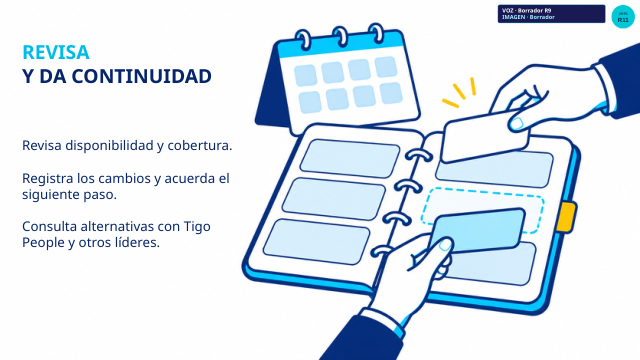 VOZ · Borrador R9
IMAGEN · Borrador
R11
REVISA
Y DA CONTINUIDAD
Revisa disponibilidad y cobertura.
Registra los cambios y acuerda el
siguiente paso.
Consulta alternativas con Tigo
People y otros líderes.